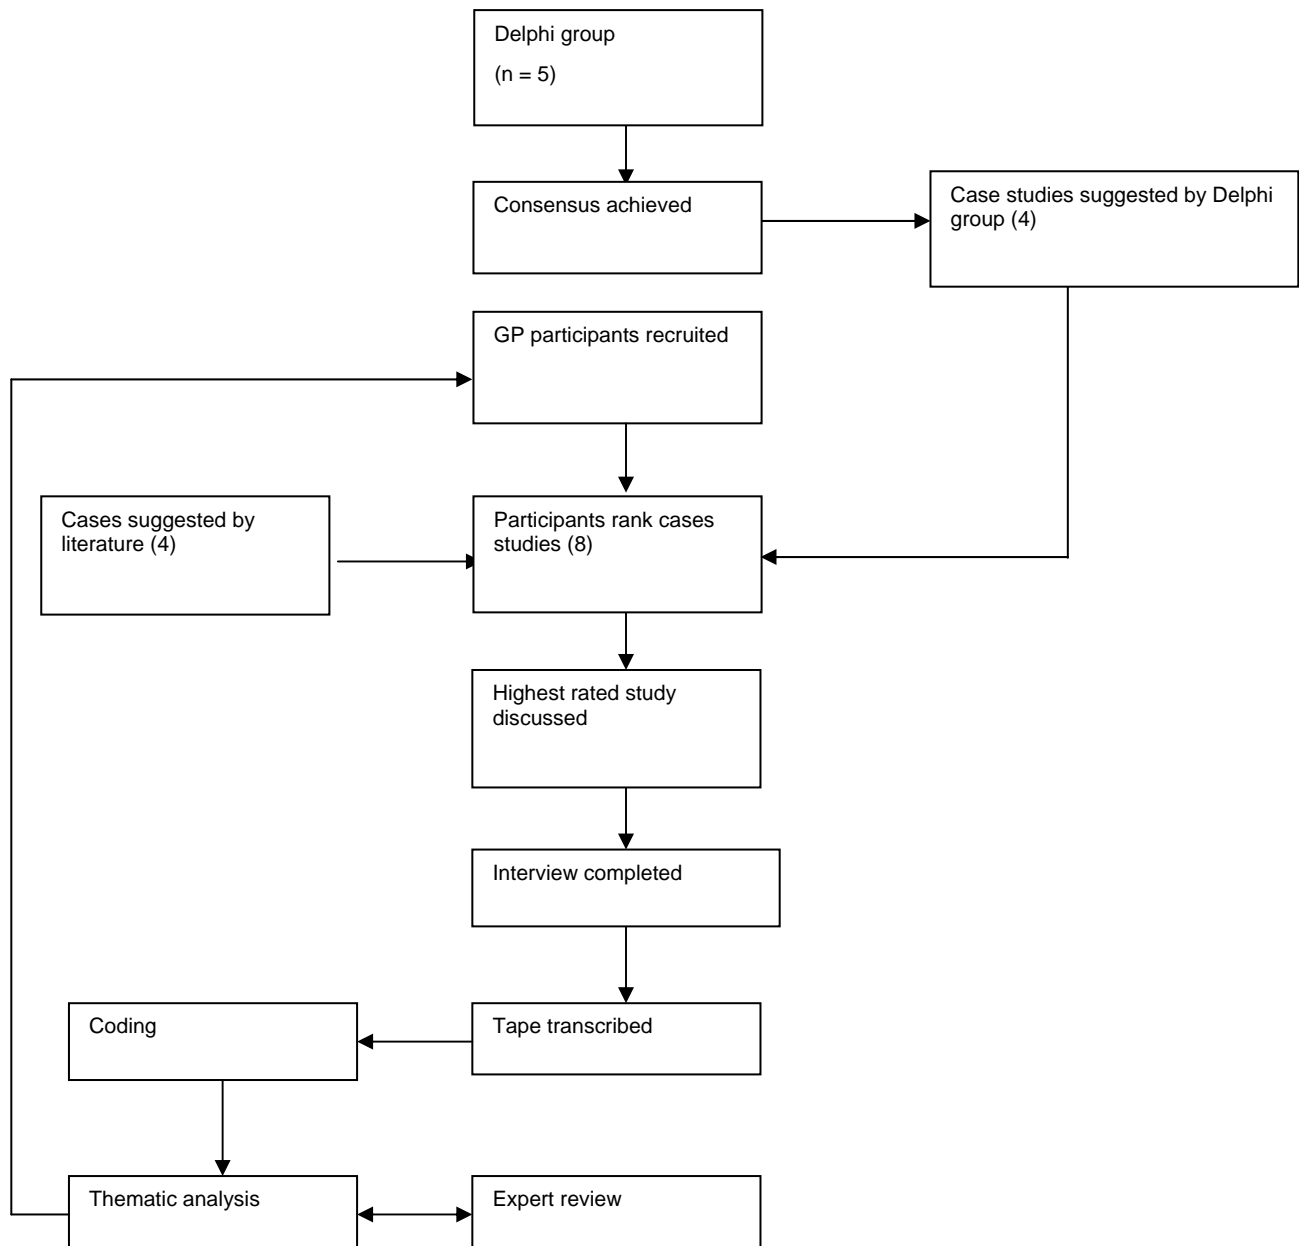 Delphi group
(n = 5)
Consensus achieved
Case studies suggested by Delphi
group (4)
GP participants recruited
Cases suggested by
literature (4)
Participants rank cases
studies (8)
Highest rated study
discussed
Interview completed
Coding
Tape transcribed
Thematic analysis
Expert review